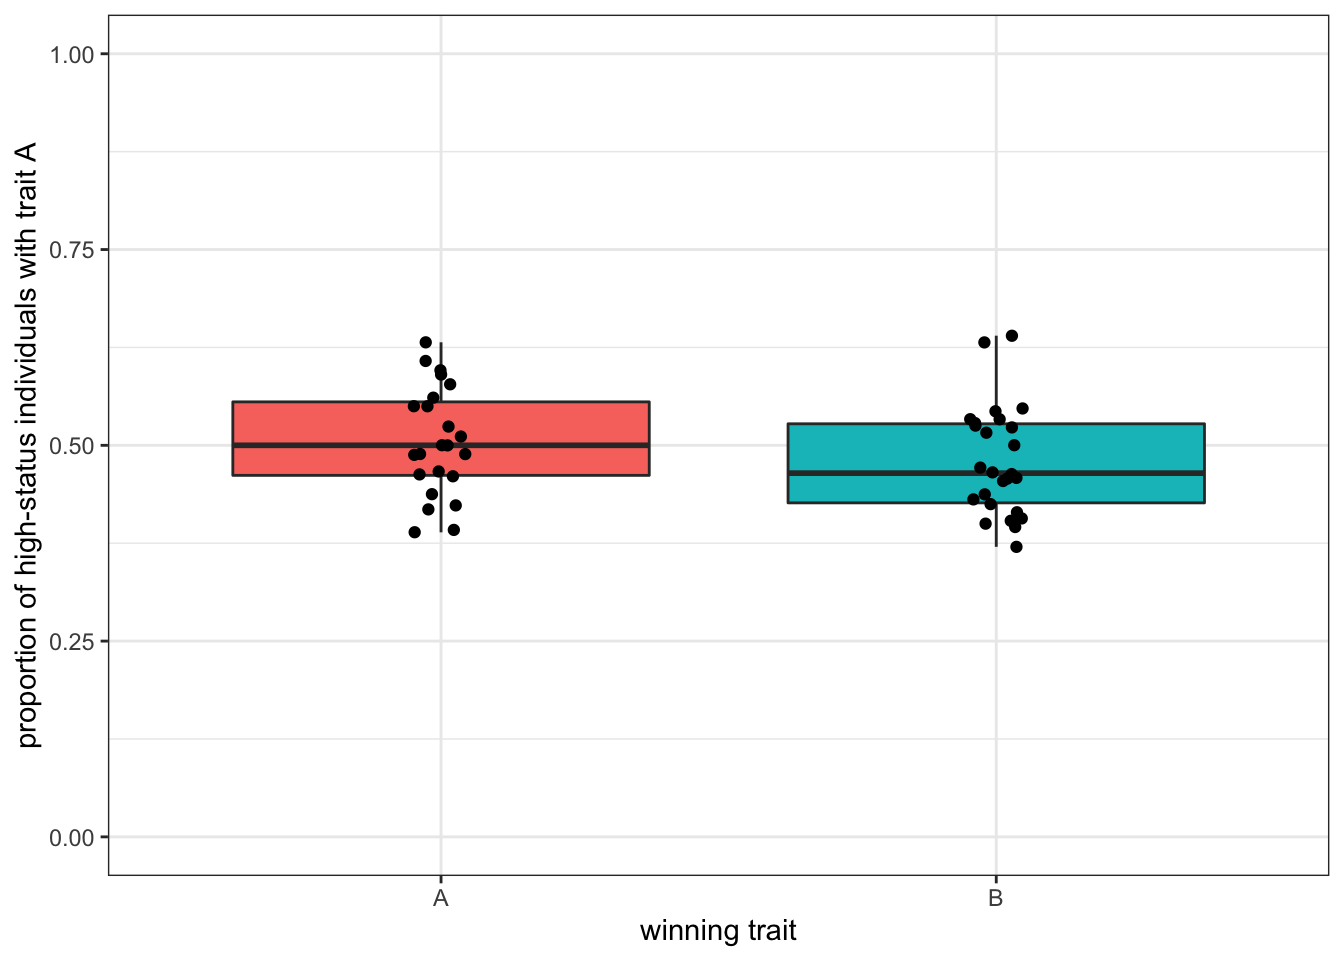 proportion of high-status individuals with trait A
1.00
0.75
0.50
0.25
0.00
A
B
winning trait